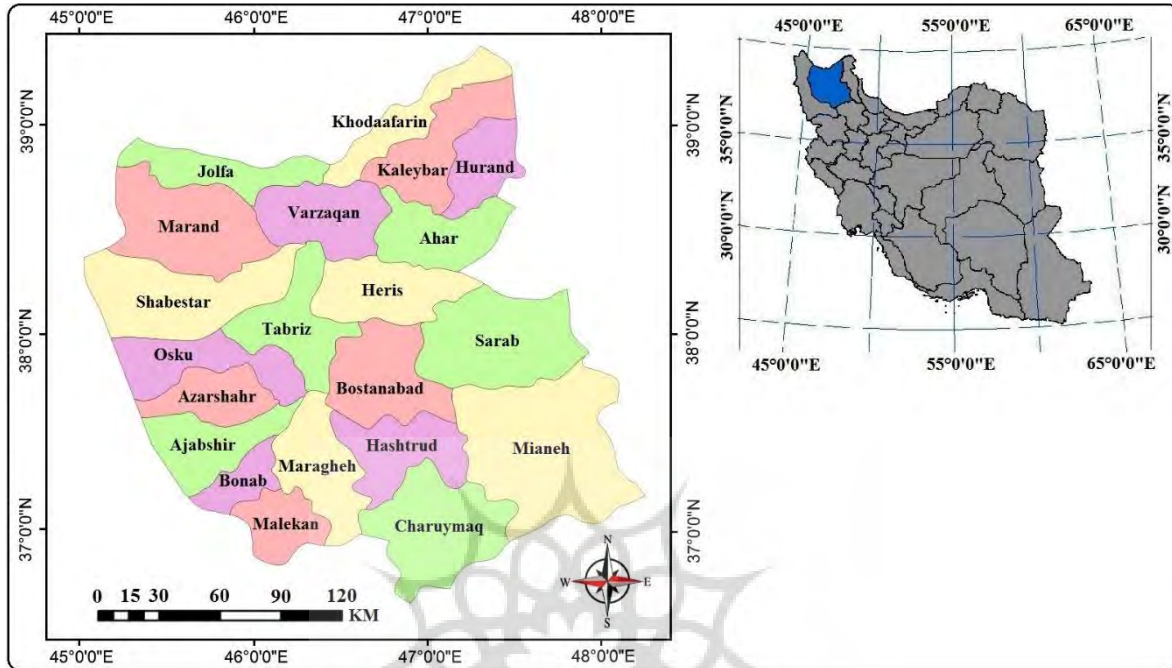 45°0'0"E 46°0'0"E 47°0'0"E 48°0'0"E
39°0'0"N
38°0'0"N
37°0'0"N
39°0'0"N
38°0'0"N
37°0'0"N
Khodaafarin
Jolfa
Kaleybar
Hurand
Marand
Varzaqan
Ahar
Shabestar
Heris
Tabriz
Sarab
Osku
Azarshahr
Bostanabad
Ajabshir
Hashtrud
Mianeh
Maragheh
Bonab
Malekan
Charuymaq
0 15 30 60 90 120
KM
N
W E
S
45°0'0"E 46°0'0"E 47°0'0"E 48°0'0"E
45°0'0"E 55°0'0"E 65°0'0"E
35°0'0"N
30°0'0"N
35°0'0"N
30°0'0"N
45°0'0"E 55°0'0"E 65°0'0"E